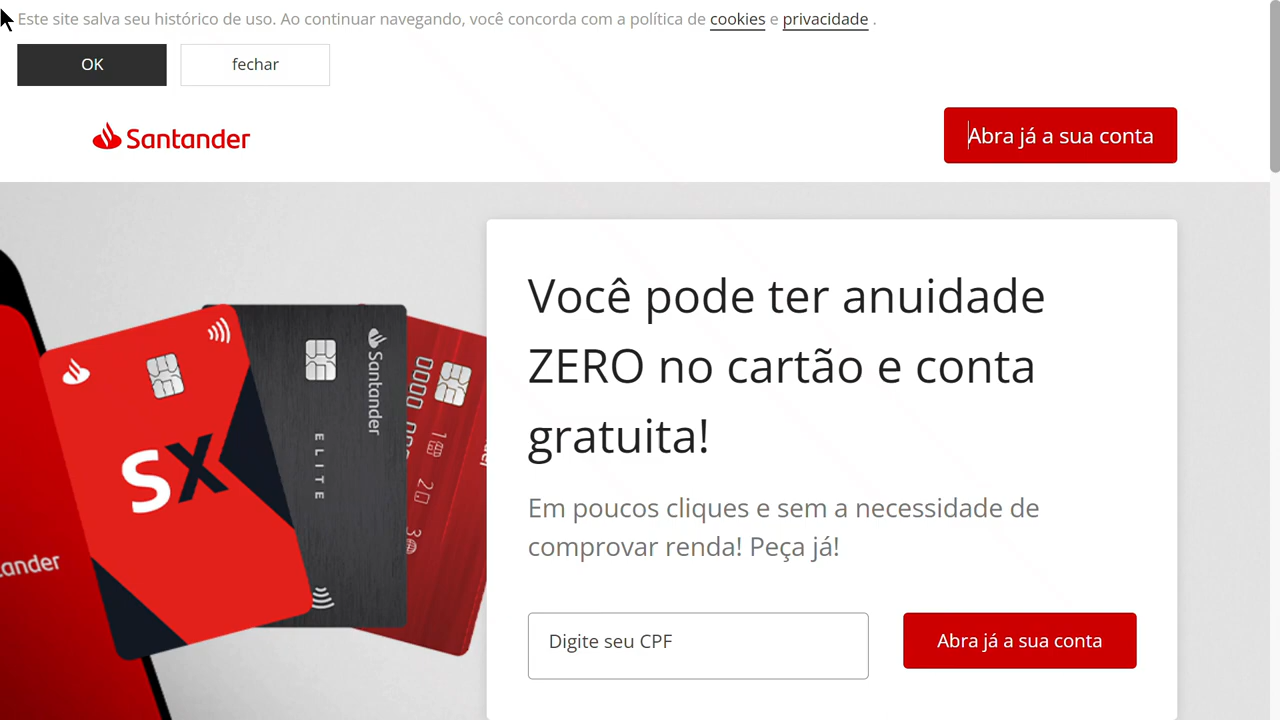 Este site salva seu histórico de uso. Ao continuar navegando, você concorda com a política de cookies e privacidade .
OK
fechar
Santander
Abra já a sua conta
Você pode ter anuidade
ZERO no cartão e conta
gratuita!
Em poucos cliques e sem a necessidade de
comprovar renda! Peça já!
Digite seu CPF
Abra já a sua conta
SX
Santander
ELITE
ander